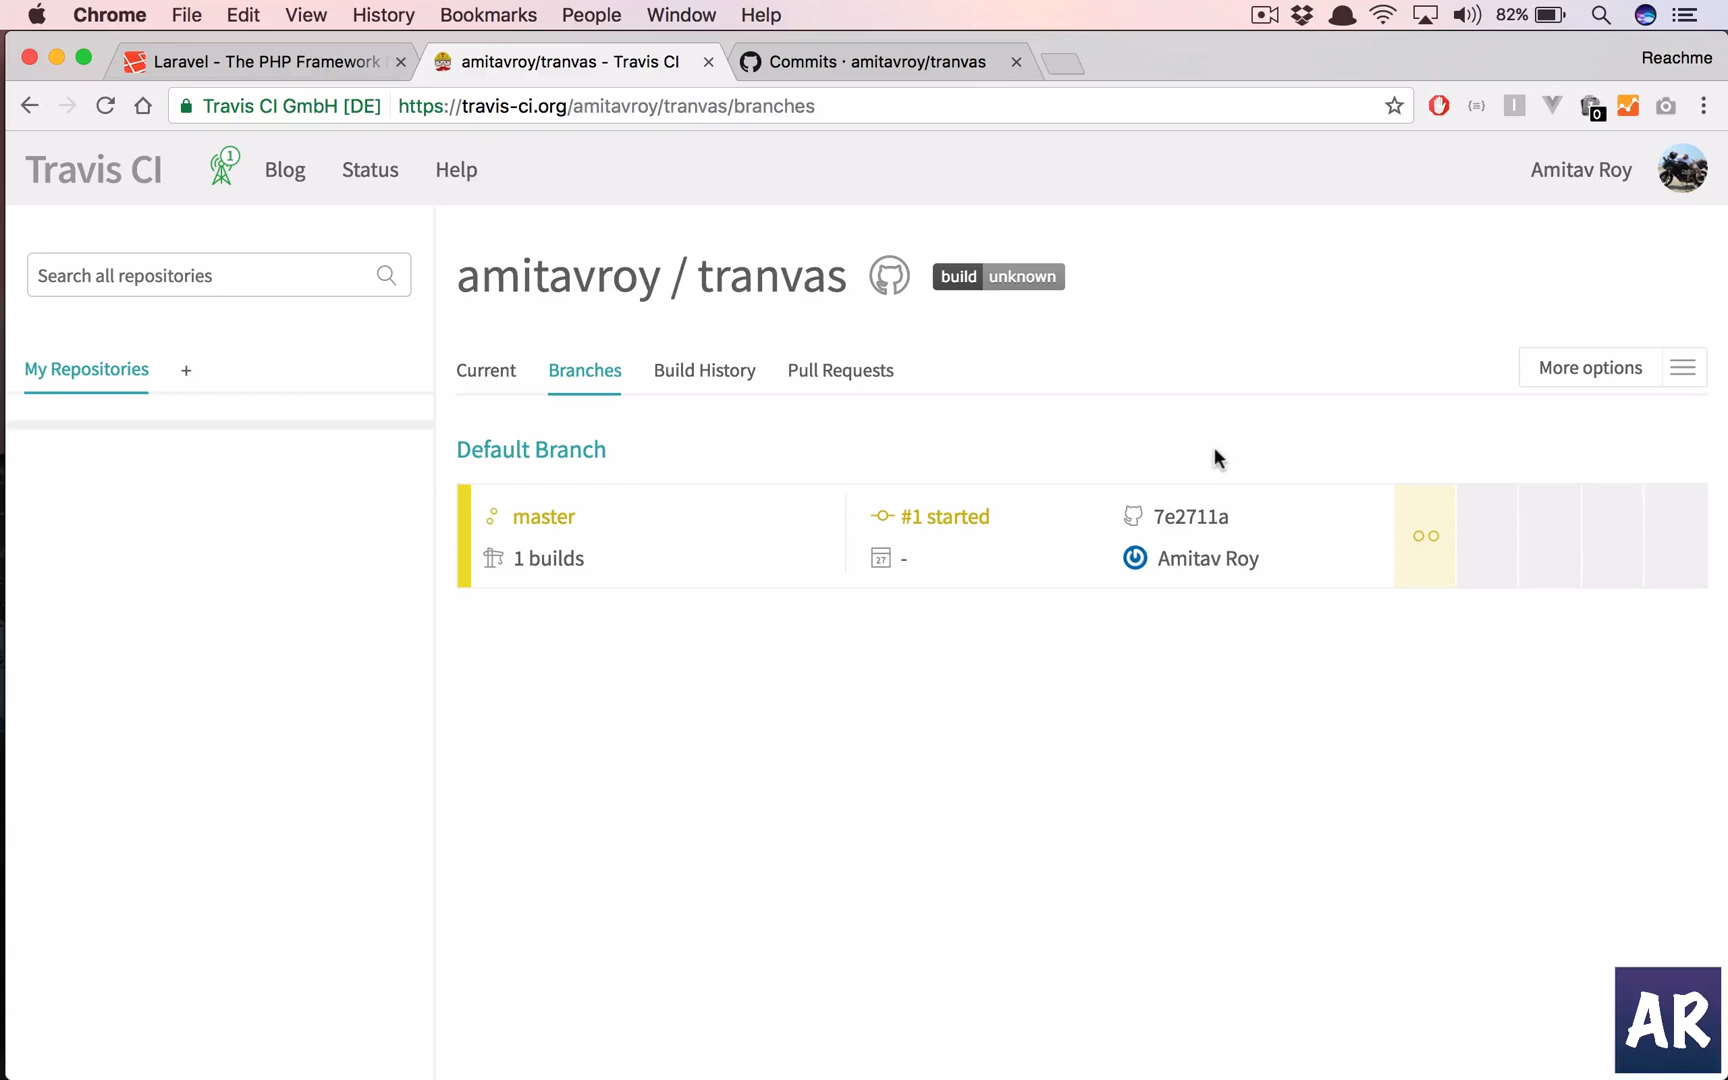 Chrome File Edit View History Bookmarks People Window Help 82%
Laravel - The PHP Framework amitavroy/tranvas - Travis CI Commits · amitavroy/tranvas Reachme
Travis CI GmbH [DE] https://travis-ci.org/amitavroy/tranvas/branches 0
Travis CI 1 Blog Status Help Amitav Roy
Search all repositories
amitavroy / tranvas build unknown
My Repositories +
Current Branches Build History Pull Requests More options
Default Branch
master #1 started 7e2711a
1 builds 27 - Amitav Roy
AR